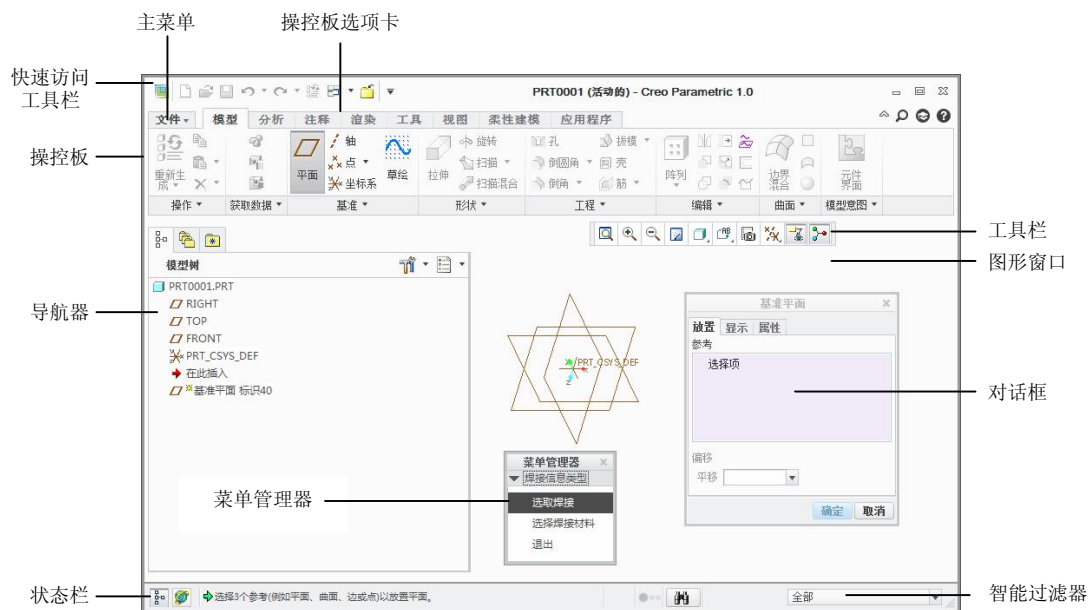 主菜单
操控板选项卡
快速访问
工具栏
PRT0001 (活动的) - Creo Parametric 1.0
文件 模型 分析 注释 渲染 工具 视图 柔性建模 应用程序
操控板
重新生成
平面
轴
点
坐标系
草绘
拉伸
旋转
扫描
扫描混合
孔
倒圆角
倒角
拔模
壳
筋
阵列
边界混合
元件界面
操作 获取数据 基准 形状 工程 编辑 曲面 模型意图
工具栏
图形窗口
模型树
导航器
PRT0001.PRT
RIGHT
TOP
FRONT
PRT_CSYS_DEF
在此插入
基准平面 标识40
PRT_CSYS_DEF
X
Z
基准平面
放置 显示 属性
参考
选择项
对话框
偏移
平移
确定 取消
菜单管理器
菜单管理器
焊接信息类型
选取焊接
选择焊接材料
退出
状态栏
选择3个参考(例如平面、曲面、边或点)以放置平面。
全部
智能过滤器